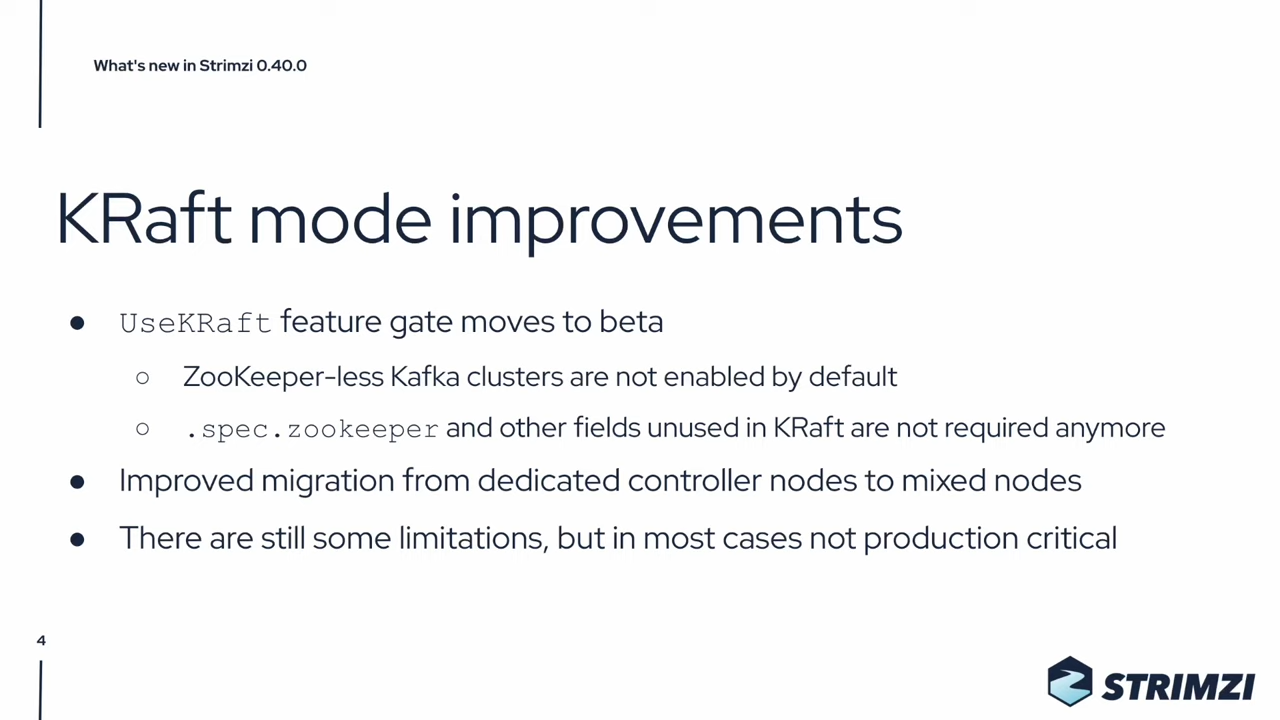 What's new in Strimzi 0.40.0
KRaft mode improvements
● UseKRaft feature gate moves to beta
○ ZooKeeper-less Kafka clusters are not enabled by default
○ .spec.zookeeper and other fields unused in KRaft are not required anymore
● Improved migration from dedicated controller nodes to mixed nodes
● There are still some limitations, but in most cases not production critical
4
STRIMZI